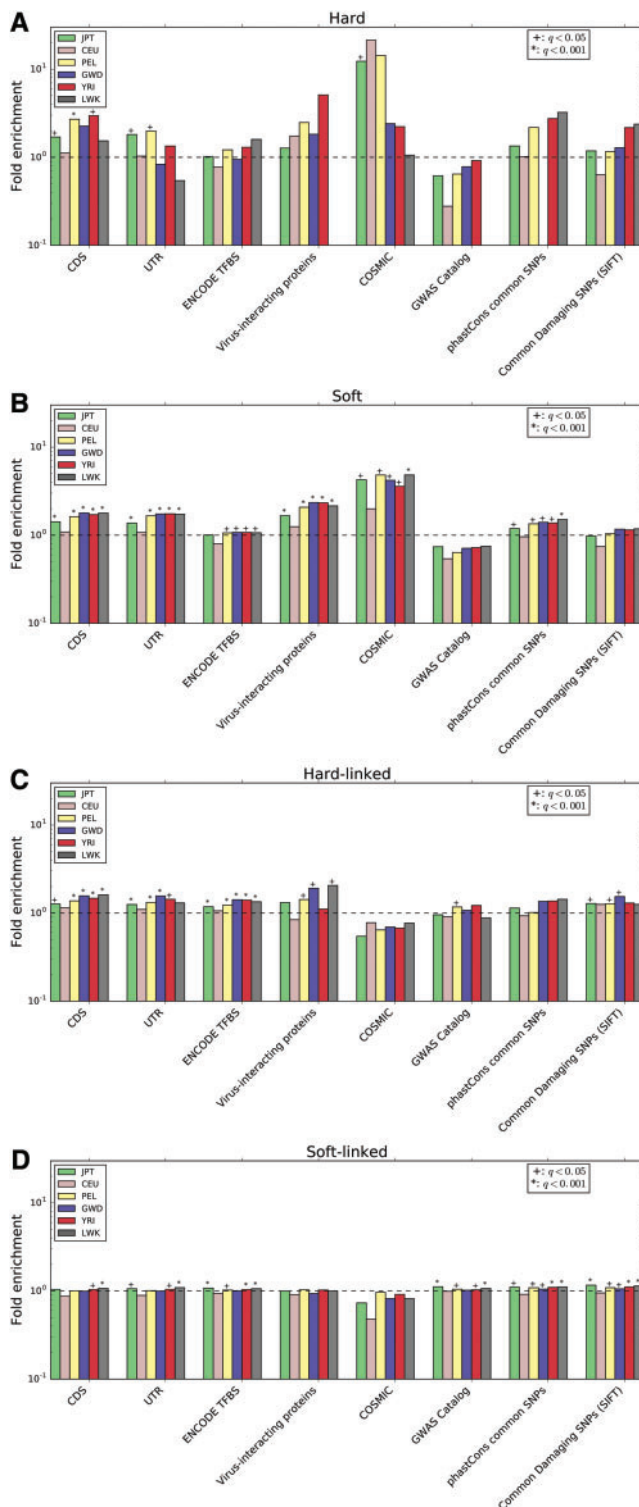 A
Hard
JPT
CEU
PEL
GWD
YRI
LWK
+: q < 0.05
*: q < 0.001
Fold enrichment
10^1
10^0
10^-1
+ * + + + +
CDS
UTR
ENCODE TFBS
Virus-interacting proteins
COSMIC
GWAS Catalog
phastCons common SNPs
Common Damaging SNPs (SIFT)
B
Soft
JPT
CEU
PEL
GWD
YRI
LWK
+: q < 0.05
*: q < 0.001
Fold enrichment
10^1
10^0
10^-1
CDS
UTR
ENCODE TFBS
Virus-interacting proteins
COSMIC
GWAS Catalog
phastCons common SNPs
Common Damaging SNPs (SIFT)
C
Hard-linked
JPT
CEU
PEL
GWD
YRI
LWK
+: q < 0.05
*: q < 0.001
Fold enrichment
10^1
10^0
10^-1
CDS
UTR
ENCODE TFBS
Virus-interacting proteins
COSMIC
GWAS Catalog
phastCons common SNPs
Common Damaging SNPs (SIFT)
D
Soft-linked
JPT
CEU
PEL
GWD
YRI
LWK
+: q < 0.05
*: q < 0.001
Fold enrichment
10^1
10^0
10^-1
CDS
UTR
ENCODE TFBS
Virus-interacting proteins
COSMIC
GWAS Catalog
phastCons common SNPs
Common Damaging SNPs (SIFT)